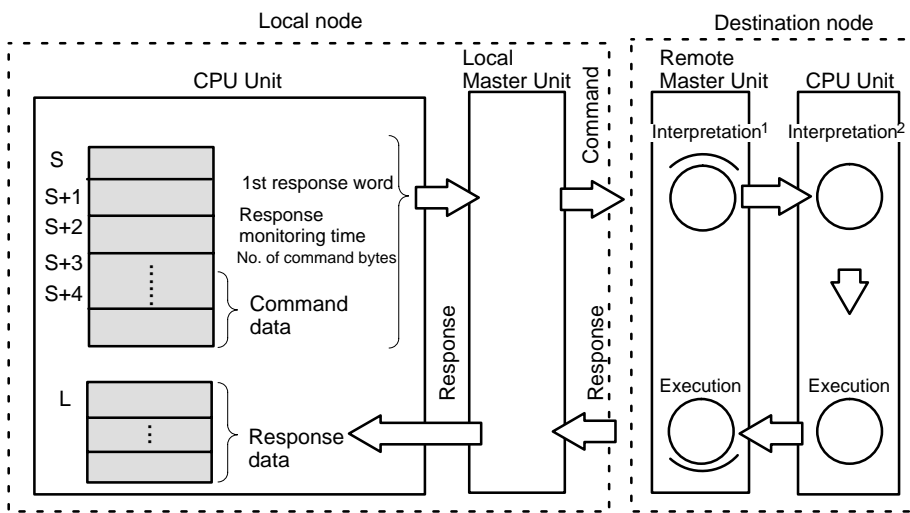 Local node
Destination node
CPU Unit
Local
Master Unit
Command
Remote
Master Unit
CPU Unit
Interpretation1
Interpretation2
S
S+1
S+2
S+3
S+4
1st response word
Response
monitoring time
No. of command bytes
Command
data
Response
Response
L
Response
data
Execution
Execution